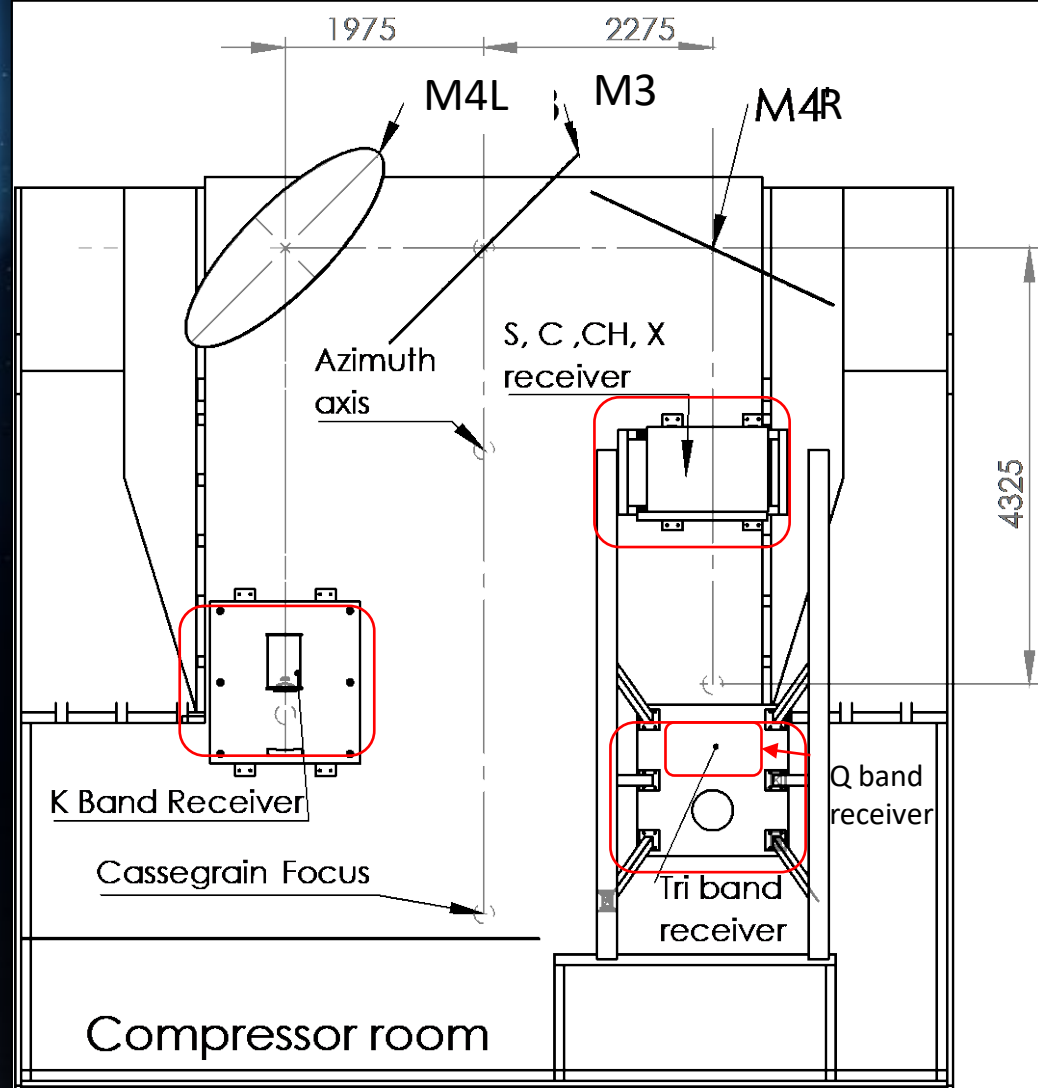 1975
2275
M4L
M3
M4R
Azimuth
axis
S, C ,CH, X
receiver
4325
K Band Receiver
Q band
receiver
Cassegrain Focus
Tri band
receiver
Compressor room